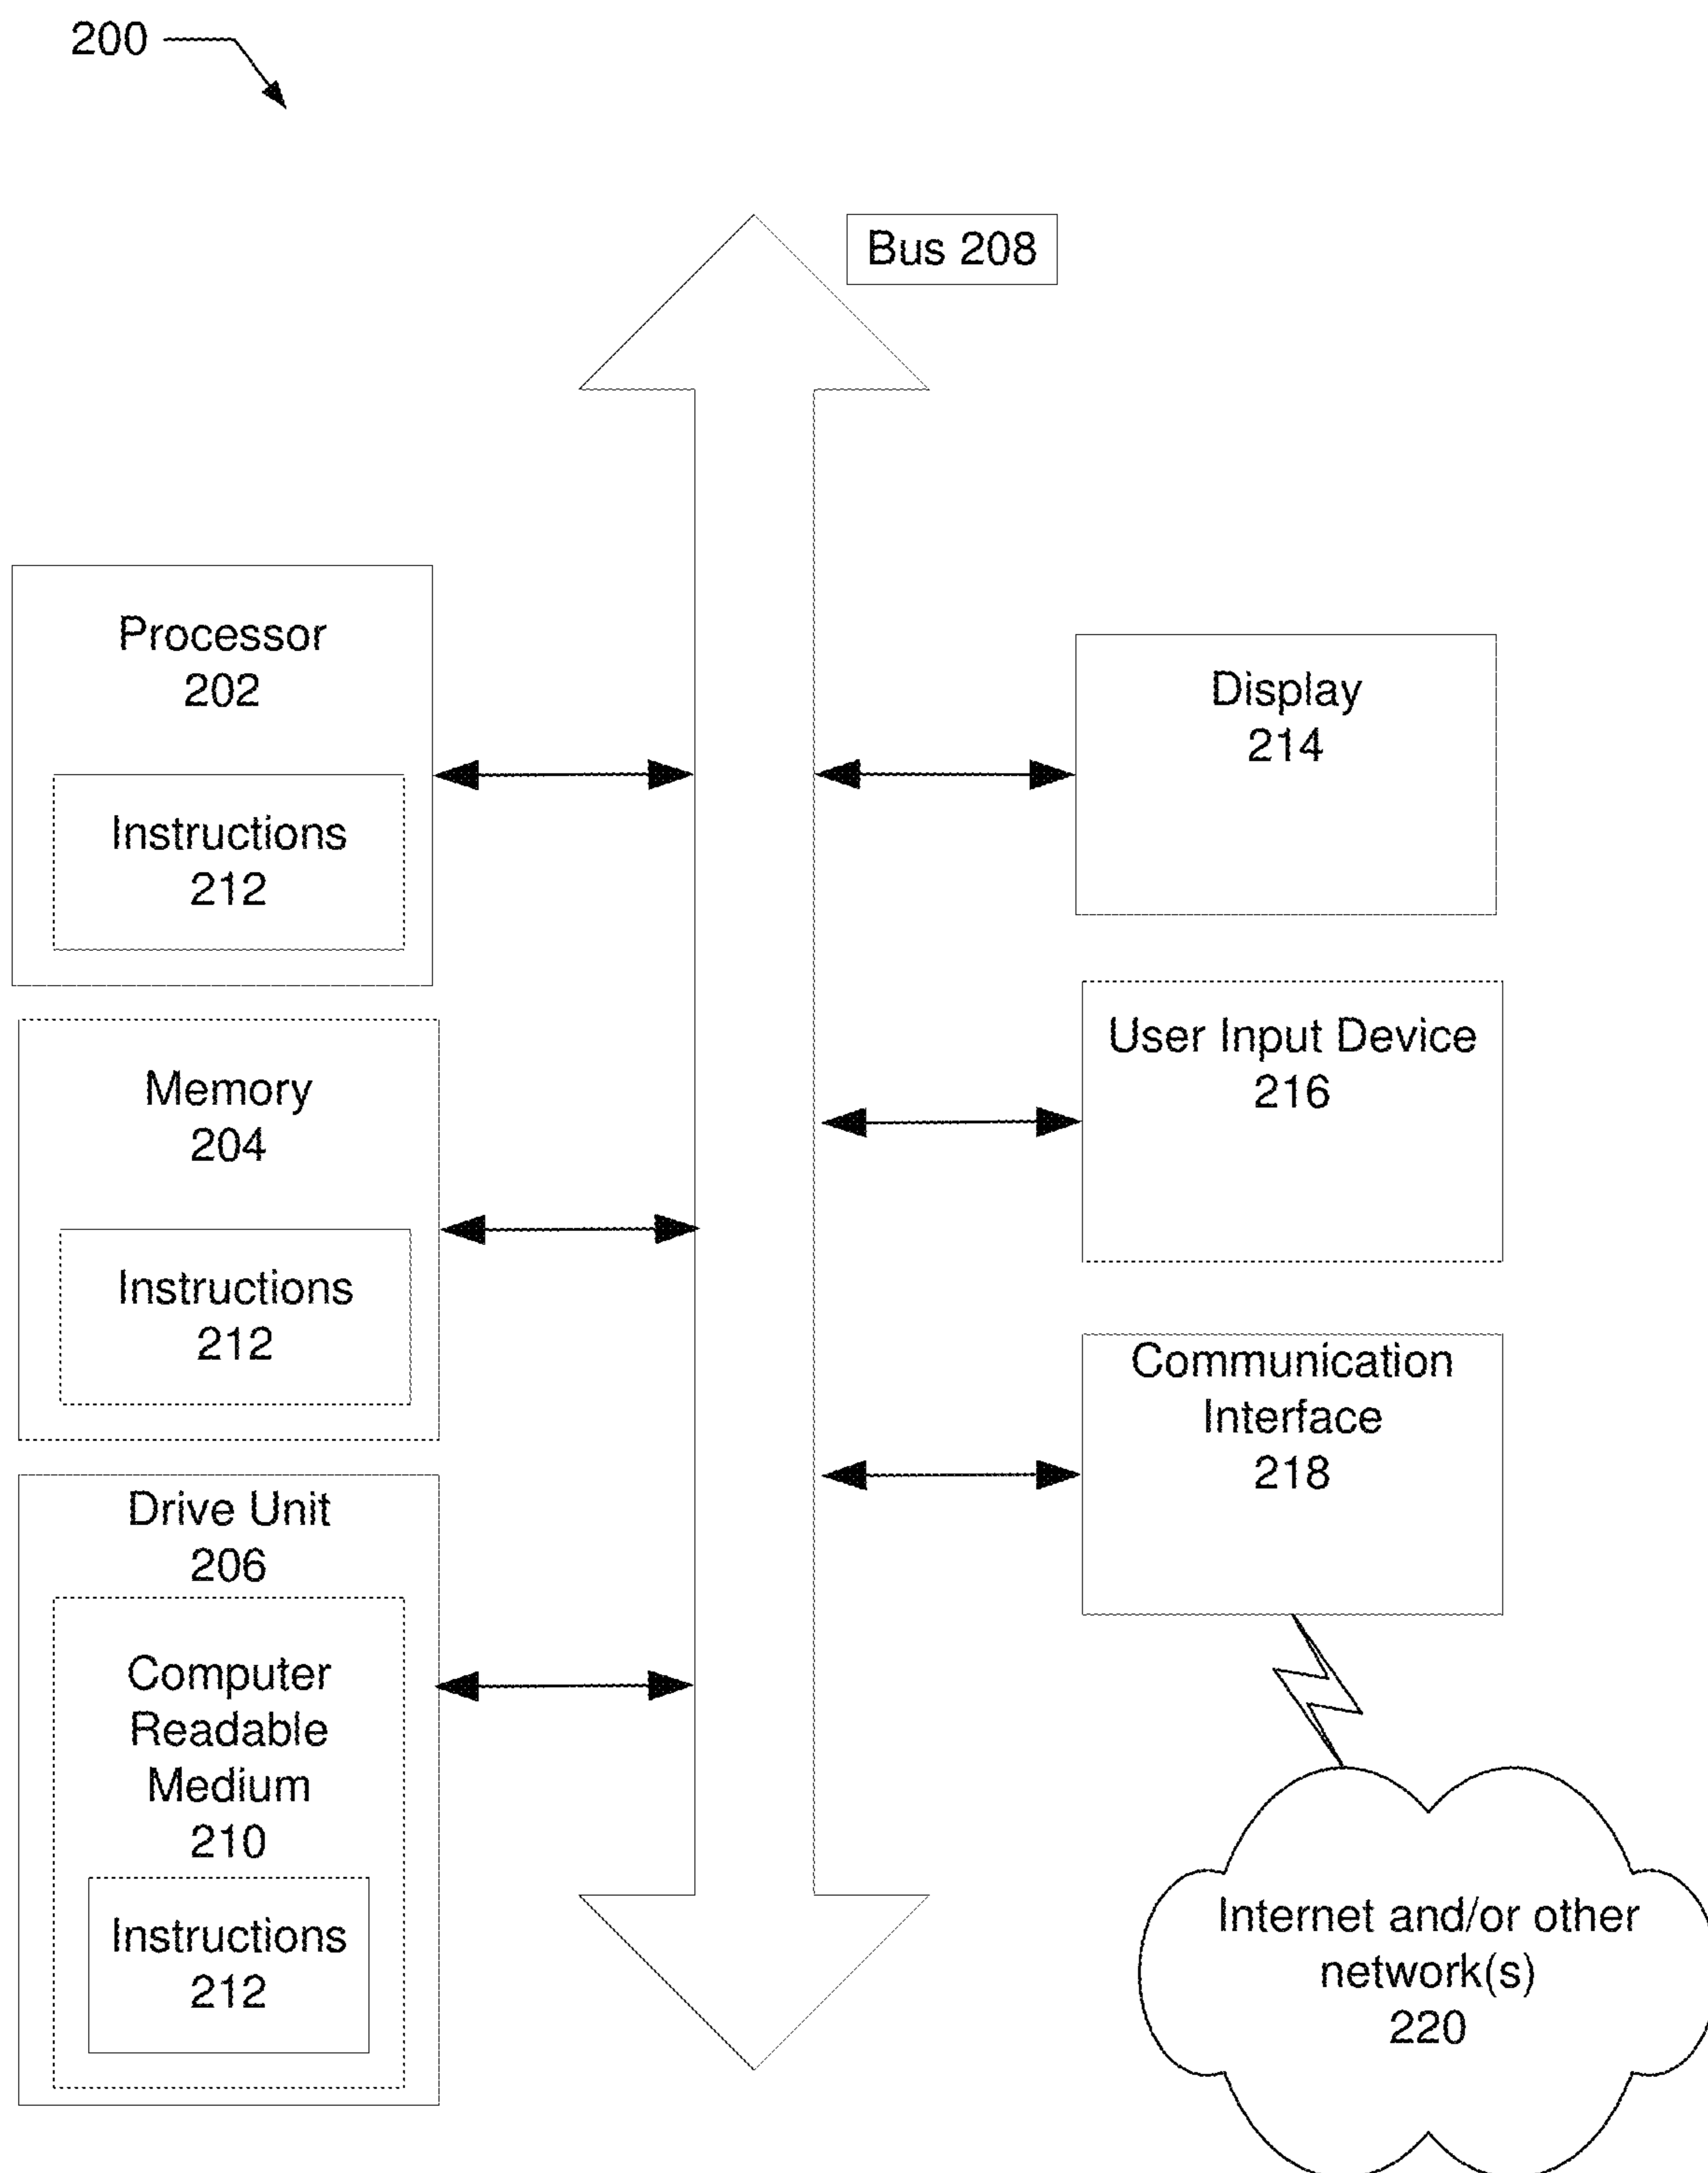 200
Bus 208
Processor
202
Instructions
212
Memory
204
Instructions
212
Drive Unit
206
Computer
Readable
Medium
210
Instructions
212
Display
214
User Input Device
216
Communication
Interface
218
Internet and/or other
network(s)
220